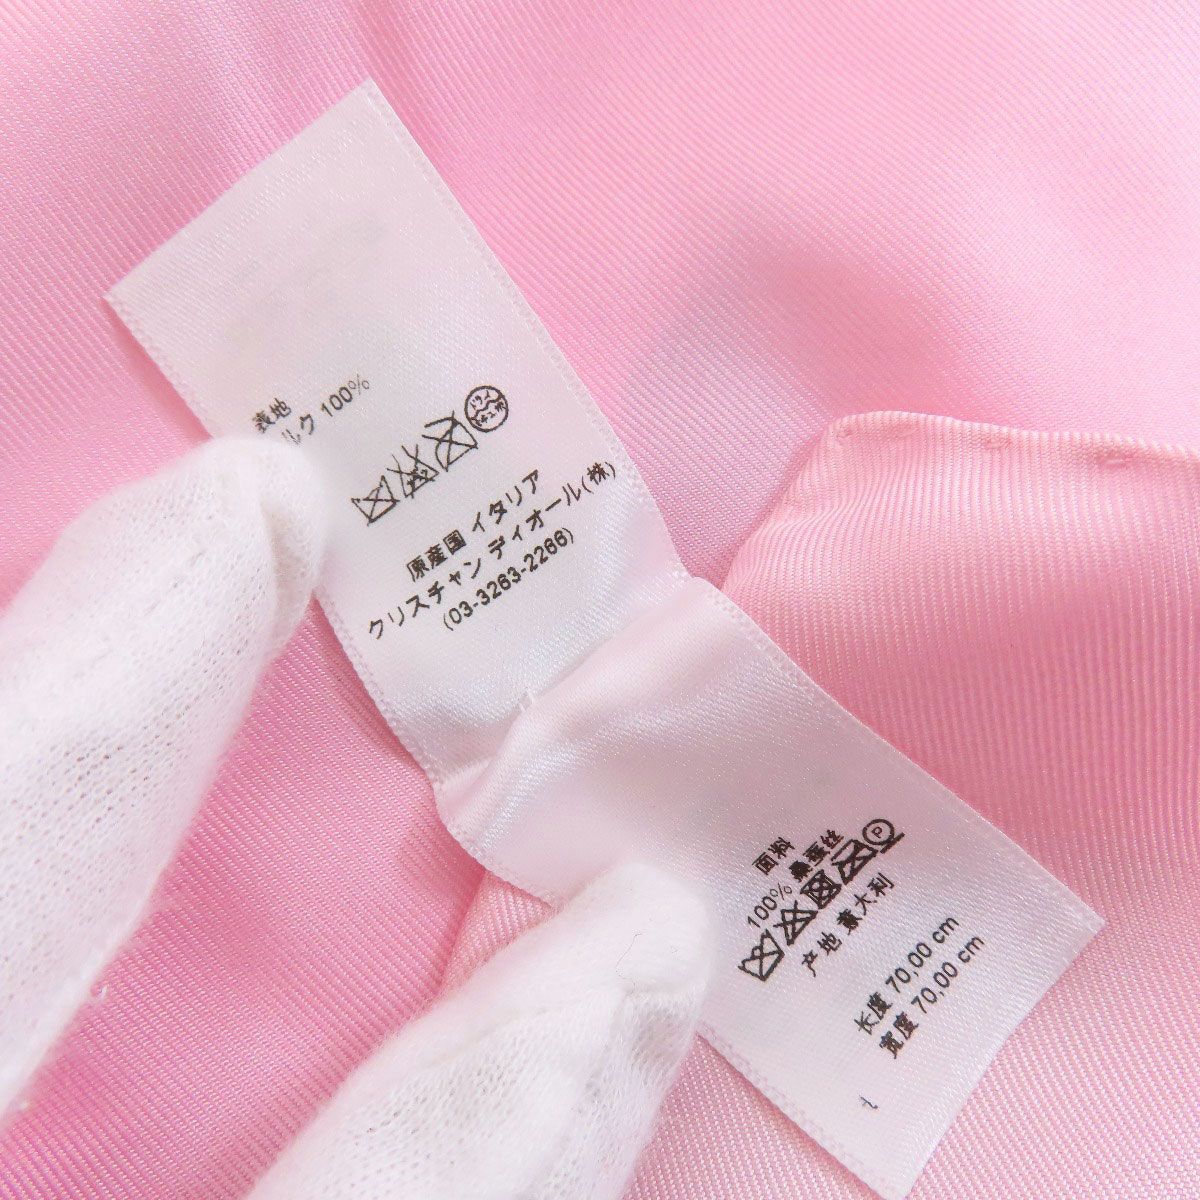 表地
ルク 100%
原産国 イタリア
クリスチャン ディオール(株)
(03-3263-2266)
面料
100% 桑蚕丝
P
产地 意大利
长度 70,00 cm
宽度 70,00 cm